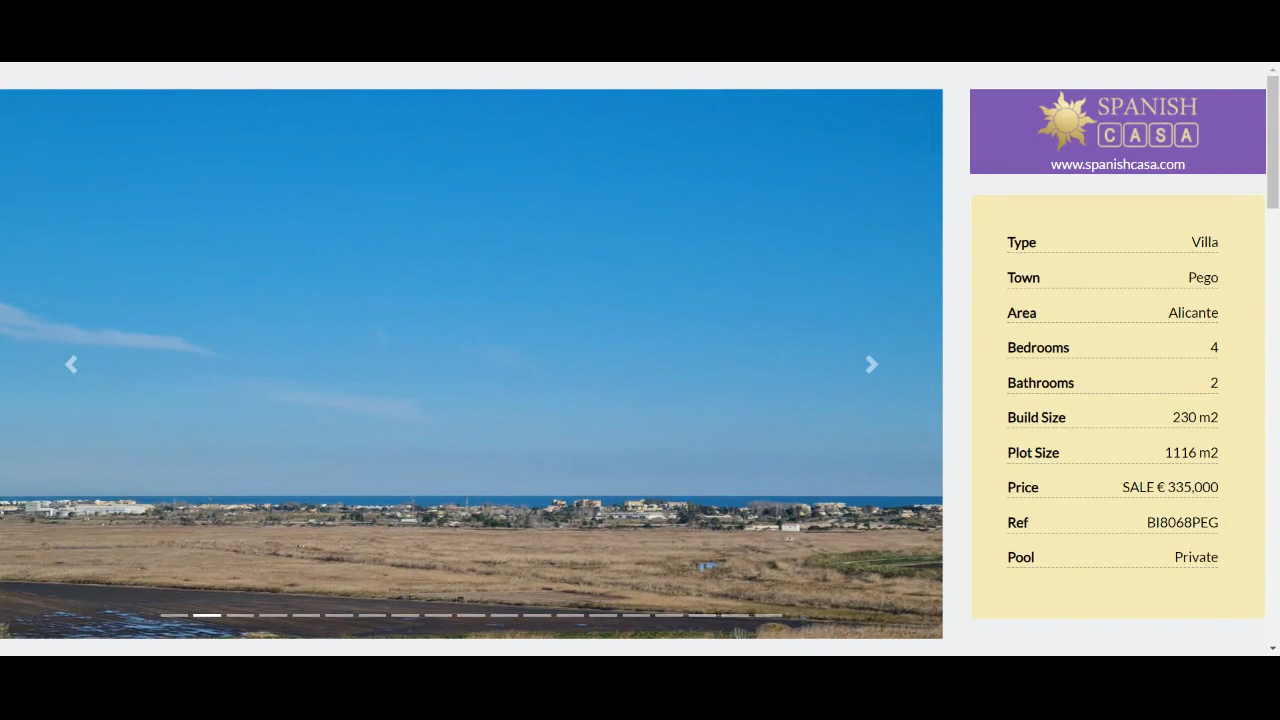 SPANISH
CASA
www.spanishcasa.com
Type Villa
Town Pego
Area Alicante
Bedrooms 4
Bathrooms 2
Build Size 230 m2
Plot Size 1116 m2
Price SALE € 335,000
Ref BI8068PEG
Pool Private